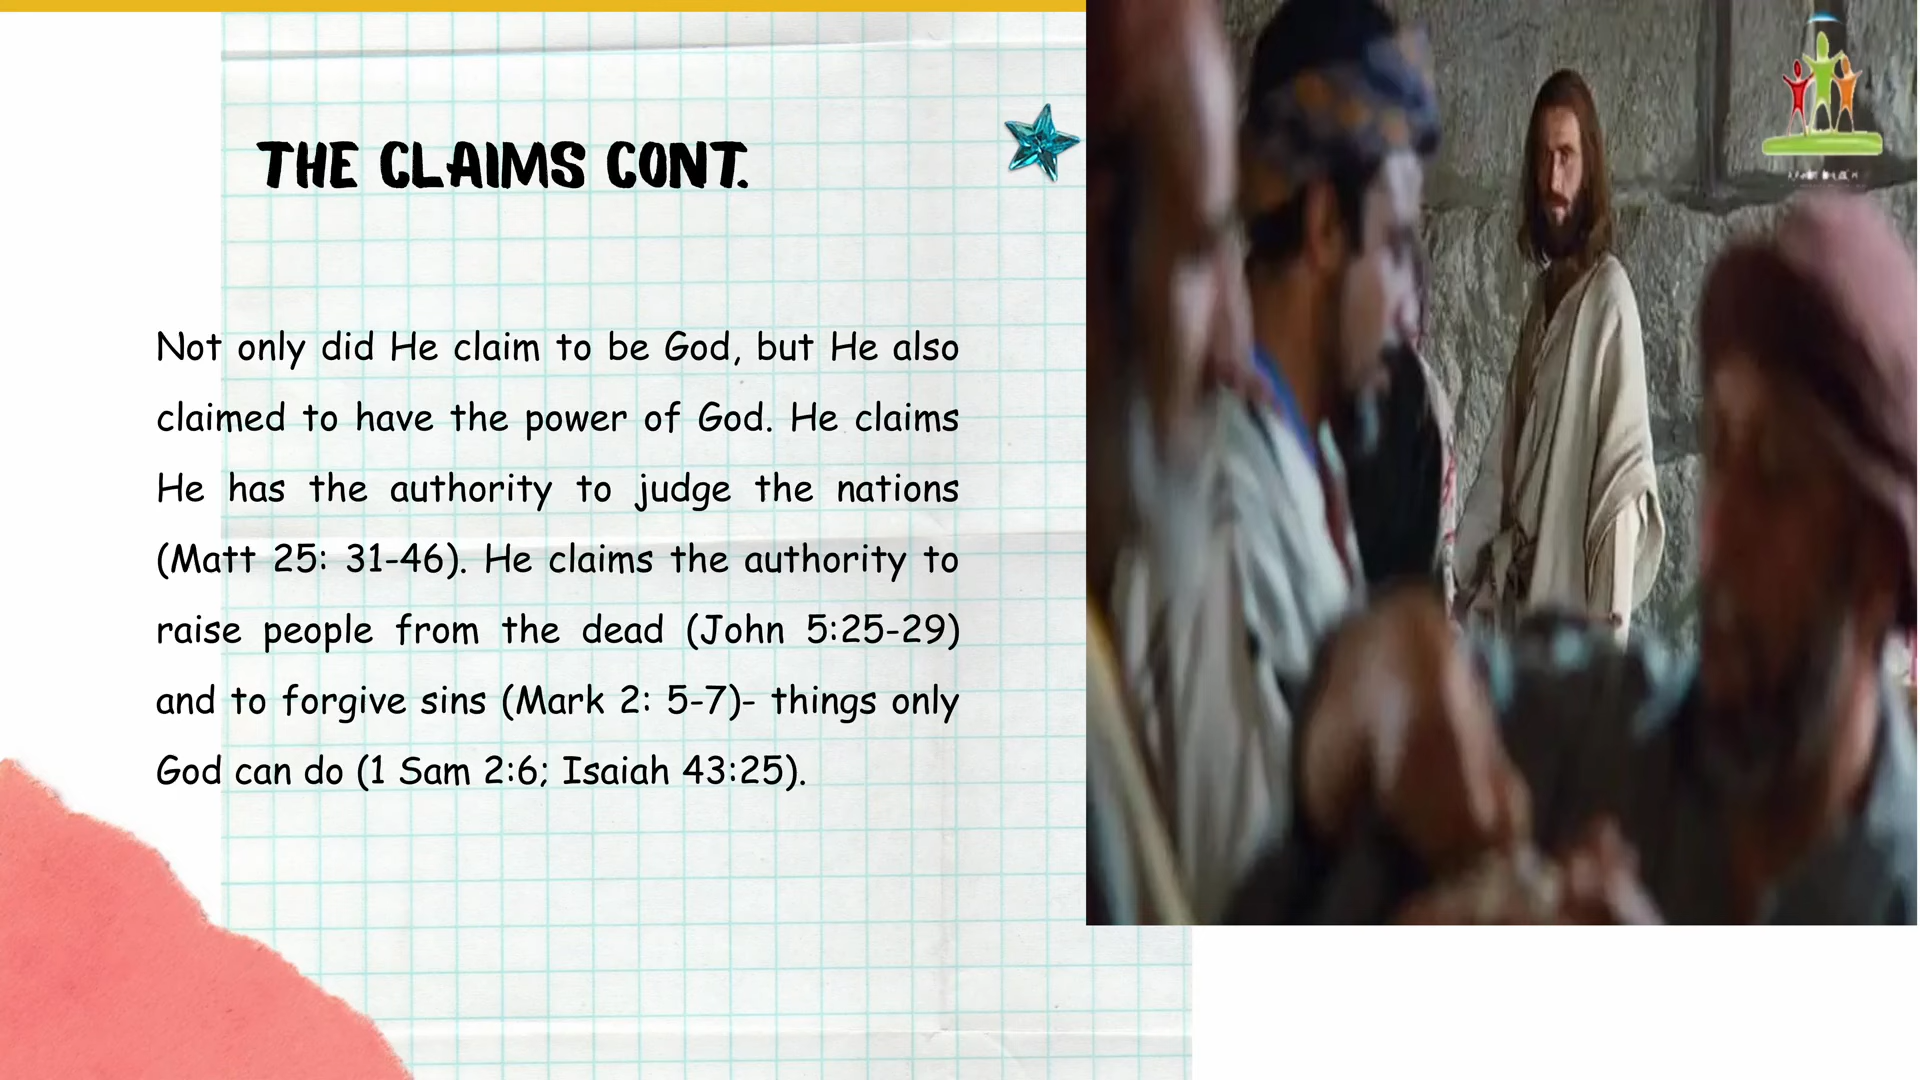 THE CLAIMS CONT.
Not only did He claim to be God, but He also
claimed to have the power of God. He claims
He has the authority to judge the nations
(Matt 25: 31-46). He claims the authority to
raise people from the dead (John 5:25-29)
and to forgive sins (Mark 2: 5-7)- things only
God can do (1 Sam 2:6; Isaiah 43:25).